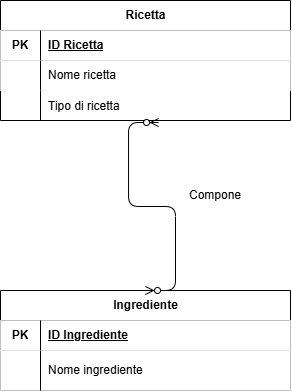 Ricetta
PK ID Ricetta
Nome ricetta
Tipo di ricetta
Compone
Ingrediente
PK ID Ingrediente
Nome ingrediente